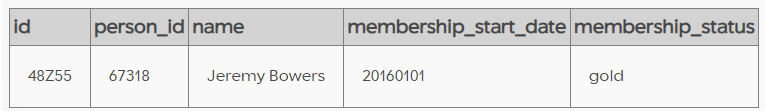 id person_id name membership_start_date membership_status
48Z55 67318 Jeremy Bowers 20160101 gold